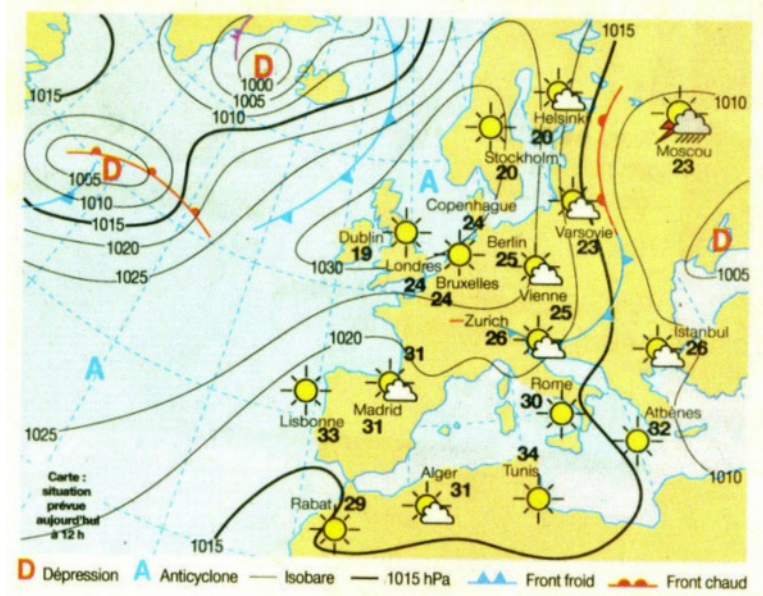 1015
D
1000
1005
1010
1015
D
1005
1010
1015
1020
1025
A
Helsinki
20
Stockholm
20
1010
Moscou
23
Copenhague
24
Dublin
19
Londres
24
Berlin
25
Bruxelles
24
Varsovie
23
D
1005
1030
Vienne
25
Zurich
26
1020
31
A
Istanbul
26
Madrid
31
Lisbonne
33
Rome
30
Athènes
32
1025
34
Tunis
Alger
31
1010
Carte :
situation
prévue
aujourd'hui
à 12 h
Rabat
29
1015
D Dépression A Anticyclone Isobare 1015 hPa Front froid Front chaud